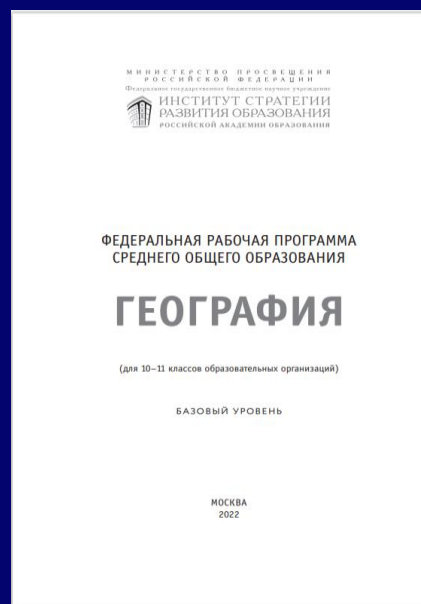 МИНИСТЕРСТВО ПРОСВЕЩЕНИЯ
РОССИЙСКОЙ ФЕДЕРАЦИИ
Федеральное государственное бюджетное научное учреждение
ИНСТИТУТ СТРАТЕГИИ
РАЗВИТИЯ ОБРАЗОВАНИЯ
РОССИЙСКОЙ АКАДЕМИИ ОБРАЗОВАНИЯ
ФЕДЕРАЛЬНАЯ РАБОЧАЯ ПРОГРАММА
СРЕДНЕГО ОБЩЕГО ОБРАЗОВАНИЯ
ГЕОГРАФИЯ
(для 10–11 классов образовательных организаций)
БАЗОВЫЙ УРОВЕНЬ
МОСКВА
2022